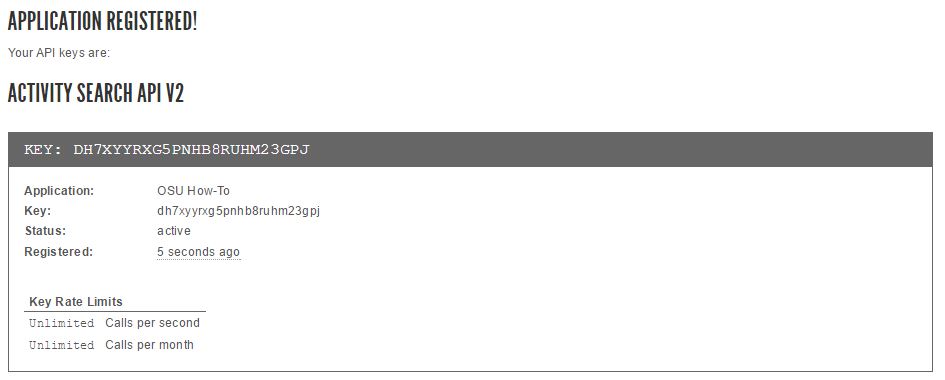 APPLICATION REGISTERED!
Your API keys are:
ACTIVITY SEARCH API V2
KEY: DH7XYYRXG5PNHB8RUHM23GPJ
Application: OSU How-To
Key: dh7xyyrxg5pnhb8ruhm23gpj
Status: active
Registered: 5 seconds ago
Key Rate Limits
Unlimited Calls per second
Unlimited Calls per month